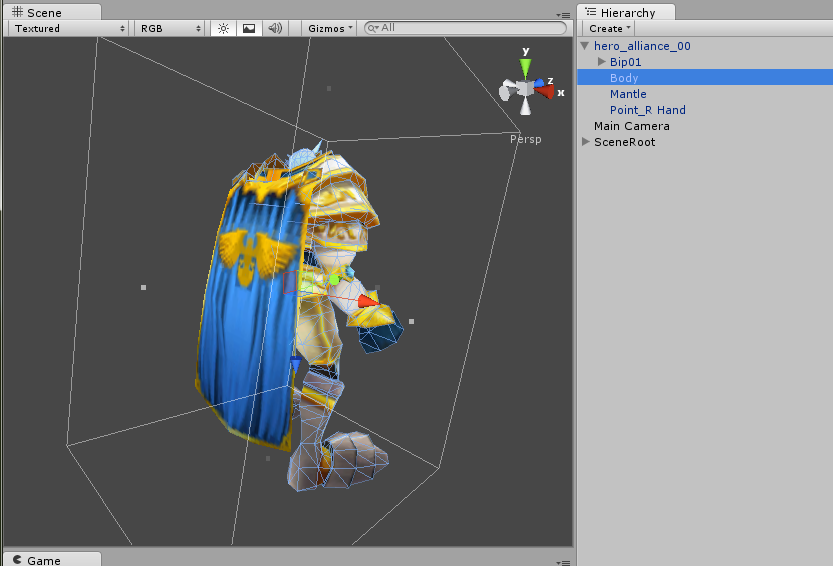 Scene
Textured RGB Gizmos All
y
z
x
Persp
Game
Hierarchy
Create
hero_alliance_00
Bip01
Body
Mantle
Point_R Hand
Main Camera
SceneRoot